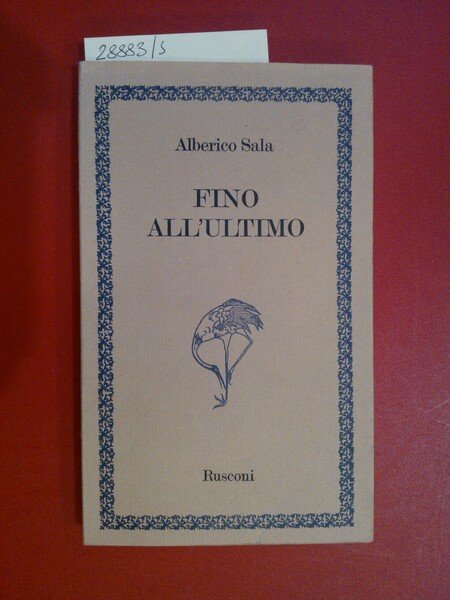 28883/s
Alberico Sala
FINO
ALL'ULTIMO
Rusconi